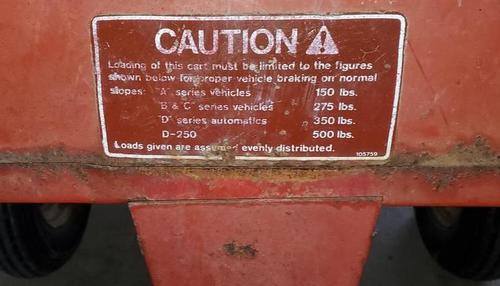 CAUTION
Loading of this cart must be limited to the figures
shown below for proper vehicle braking on normal
slopes: "A" series vehicles 150 lbs.
"B & C" series vehicles 275 lbs.
"D" series automatics 350 lbs.
D-250 500 lbs.
Loads given are assumed evenly distributed.
105759